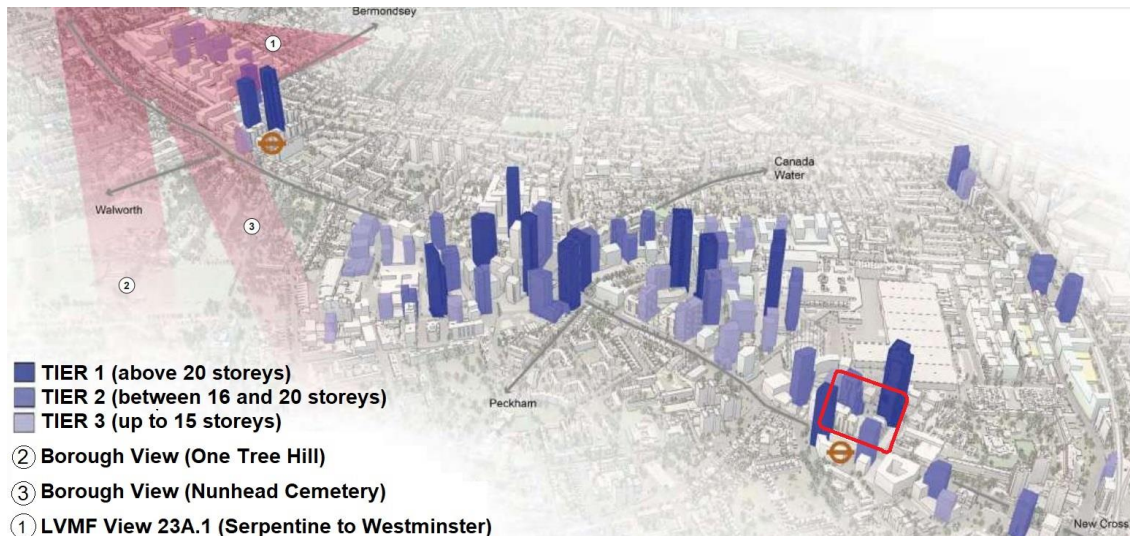 Bermondsey
1
Canada
Water
Walworth
3
2
Peckham
TIER 1 (above 20 storeys)
TIER 2 (between 16 and 20 storeys)
TIER 3 (up to 15 storeys)
2 Borough View (One Tree Hill)
3 Borough View (Nunhead Cemetery)
1 LVMF View 23A.1 (Serpentine to Westminster)
New Cross